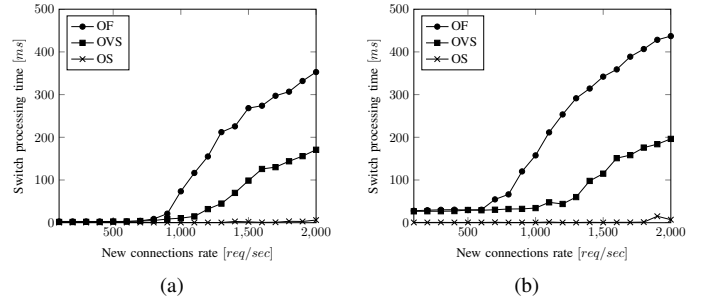 500
400
300
200
100
0
500
1,000
1,500
2,000
Switch processing time [ms]
New connections rate [req/sec]
OF
OVS
OS
(a)
500
400
300
200
100
0
500
1,000
1,500
2,000
Switch processing time [ms]
New connections rate [req/sec]
OF
OVS
OS
(b)